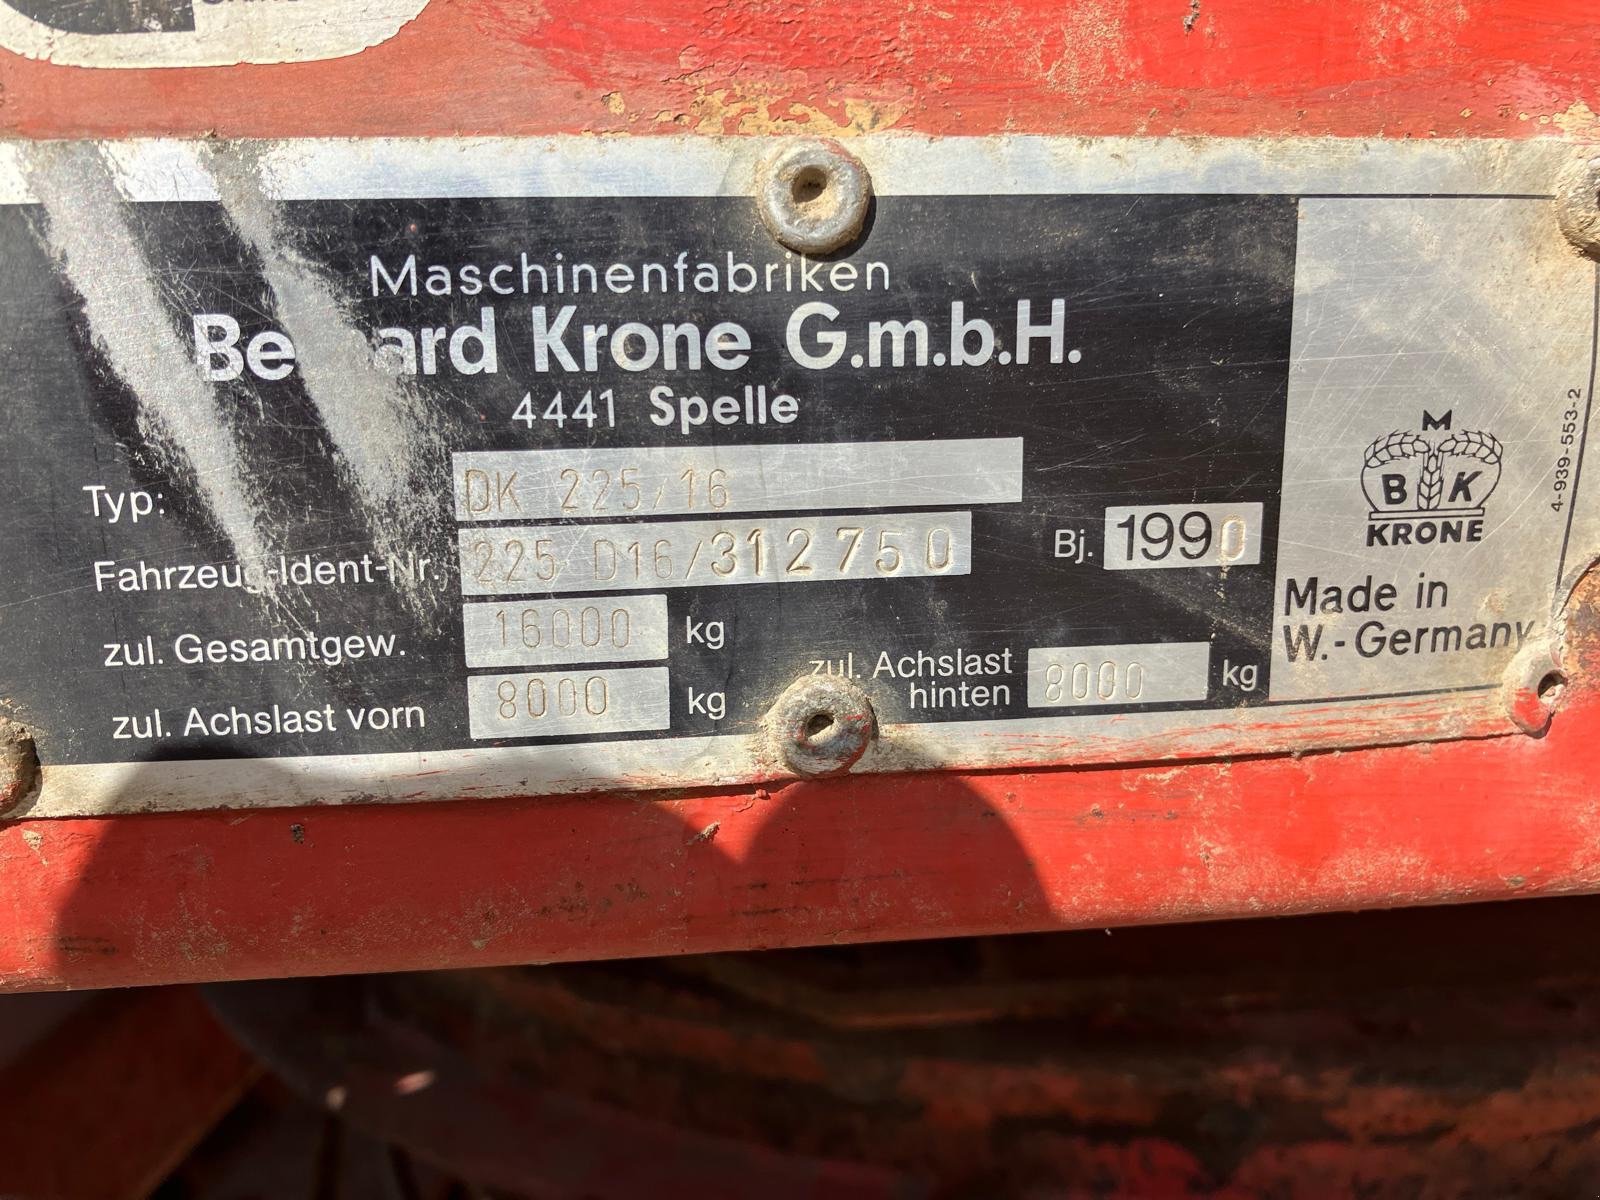 Maschinenfabriken
Bernard Krone G.m.b.H.
4441 Spelle
Typ: DK 225/16
Fahrzeug-Ident-Nr. 225 D16/312750
Bj. 1990
zul. Gesamtgew. 16000 kg
zul. Achslast vorn 8000 kg
zul. Achslast hinten 8000 kg
M
B K
KRONE
Made in
W.-Germany
4-939-553-2